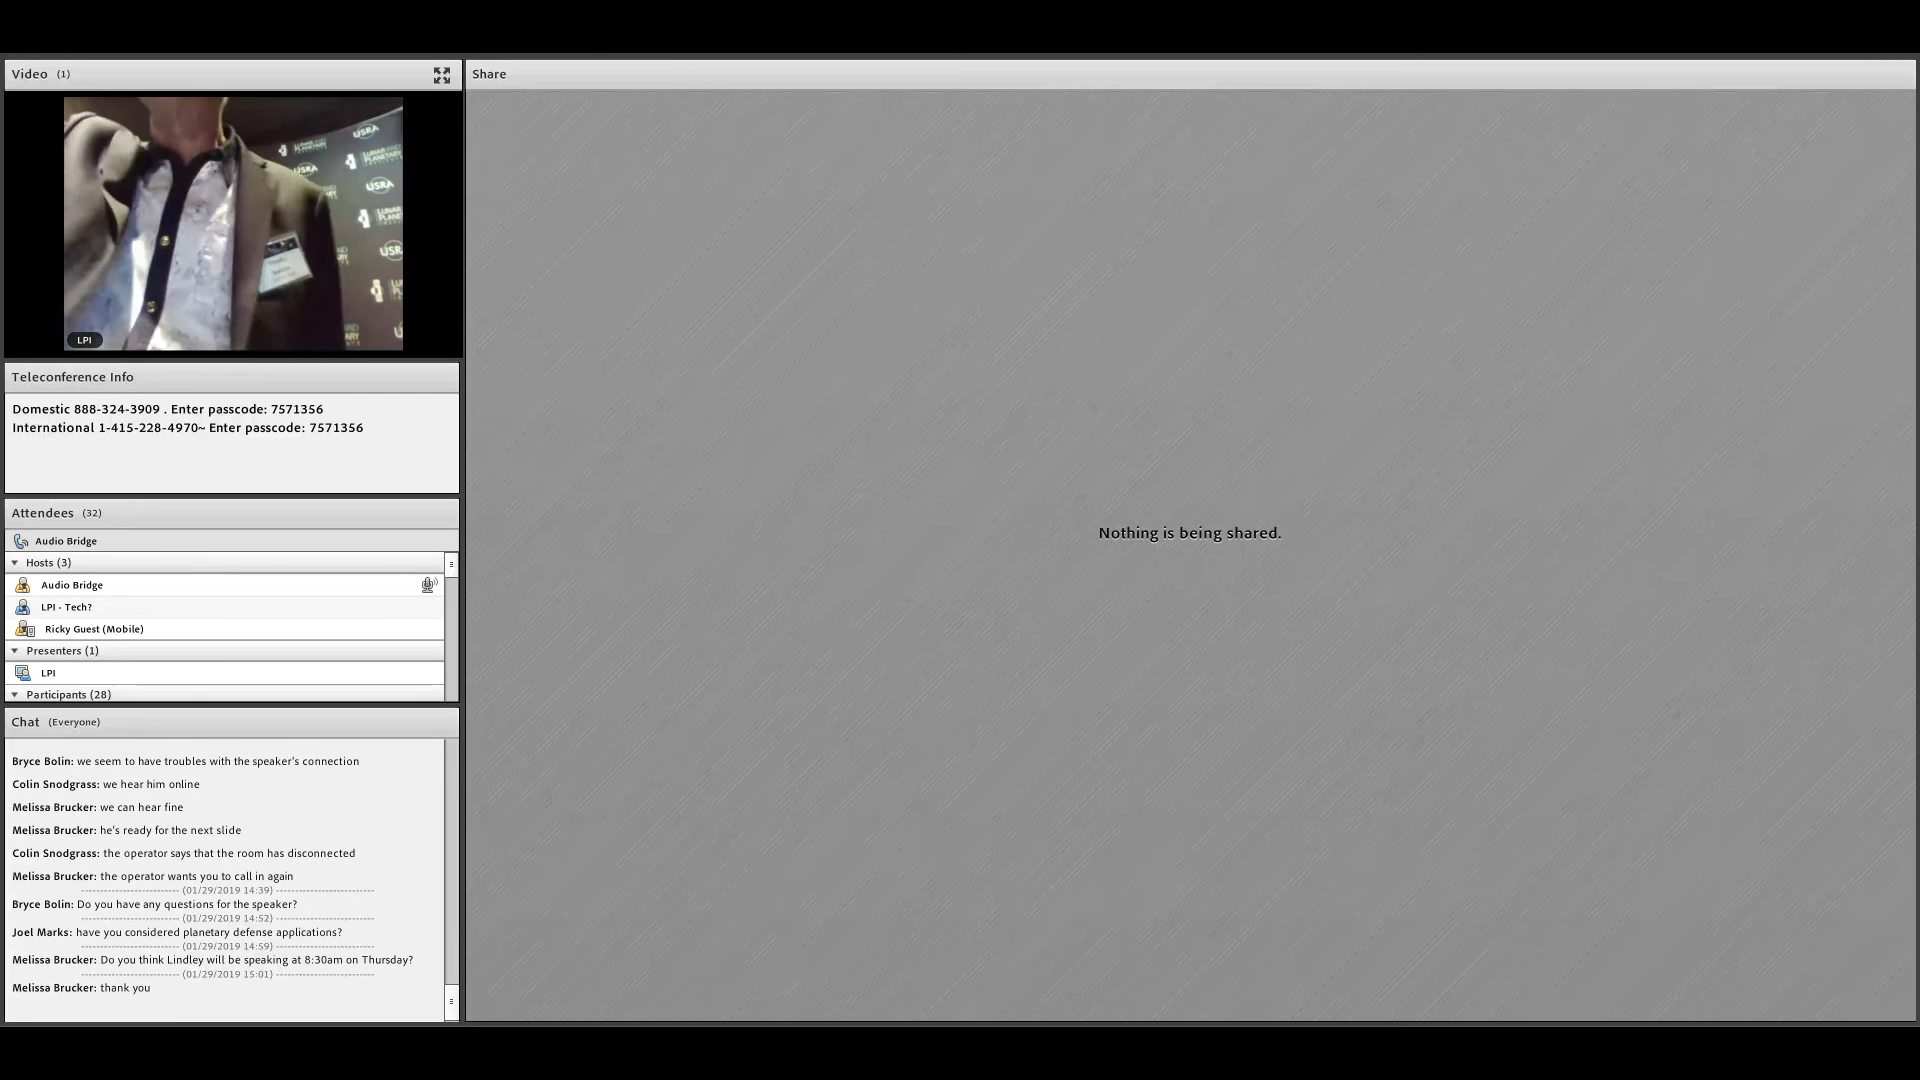 Video (1)
USRA
LUNAR AND
PLANETARY
USRA
USRA
LPI
Teleconference Info
Domestic 888-324-3909 . Enter passcode: 7571356
International 1-415-228-4970~ Enter passcode: 7571356
Attendees (32)
Audio Bridge
Hosts (3)
Audio Bridge
LPI - Tech?
Ricky Guest (Mobile)
Presenters (1)
LPI
Participants (28)
Chat (Everyone)
Bryce Bolin: we seem to have troubles with the speaker's connection
Colin Snodgrass: we hear him online
Melissa Brucker: we can hear fine
Melissa Brucker: he's ready for the next slide
Colin Snodgrass: the operator says that the room has disconnected
Melissa Brucker: the operator wants you to call in again
------------------------- (01/29/2019 14:39) -------------------------
Bryce Bolin: Do you have any questions for the speaker?
------------------------- (01/29/2019 14:52) -------------------------
Joel Marks: have you considered planetary defense applications?
------------------------- (01/29/2019 14:59) -------------------------
Melissa Brucker: Do you think Lindley will be speaking at 8:30am on Thursday?
------------------------- (01/29/2019 15:01) -------------------------
Melissa Brucker: thank you
Share
Nothing is being shared.